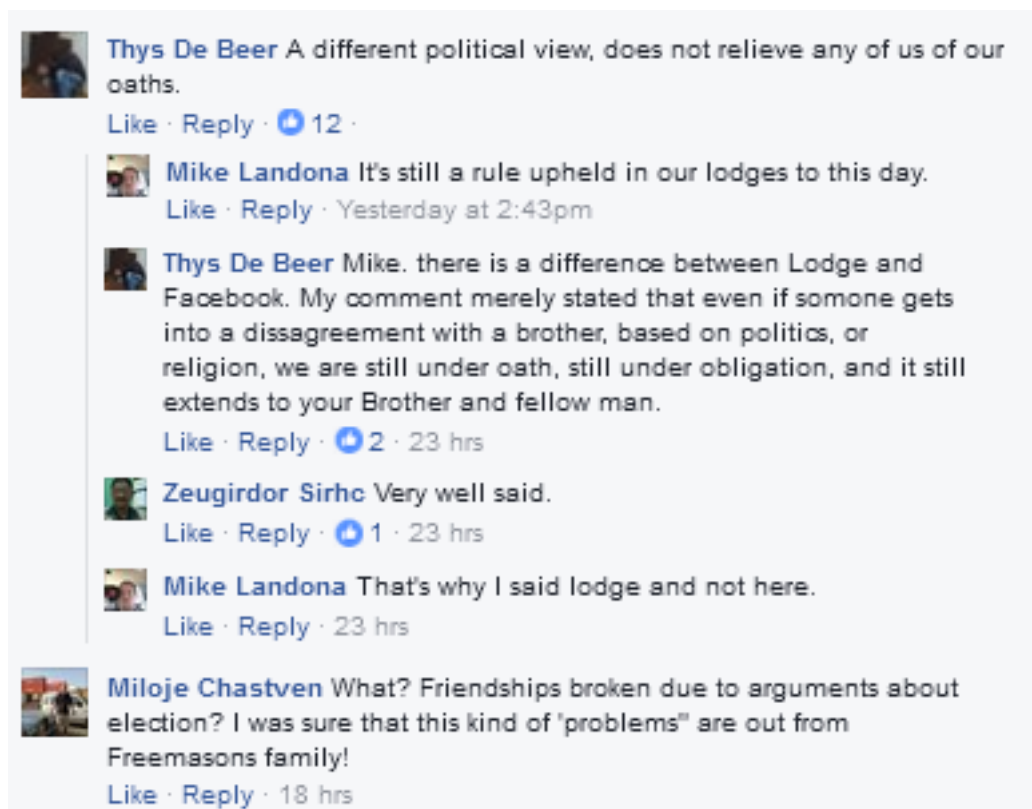 Thys De Beer A different political view, does not relieve any of us of our
oaths.
Like · Reply · 12 ·
Mike Landona It's still a rule upheld in our lodges to this day.
Like · Reply · Yesterday at 2:43pm
Thys De Beer Mike. there is a difference between Lodge and
Facebook. My comment merely stated that even if somone gets
into a dissagreement with a brother, based on politics, or
religion, we are still under oath, still under obligation, and it still
extends to your Brother and fellow man.
Like · Reply · 2 · 23 hrs
Zeugirdor Sirhc Very well said.
Like · Reply · 1 · 23 hrs
Mike Landona That's why I said lodge and not here.
Like · Reply · 23 hrs
Miloje Chastven What? Friendships broken due to arguments about
election? I was sure that this kind of 'problems" are out from
Freemasons family!
Like · Reply · 18 hrs